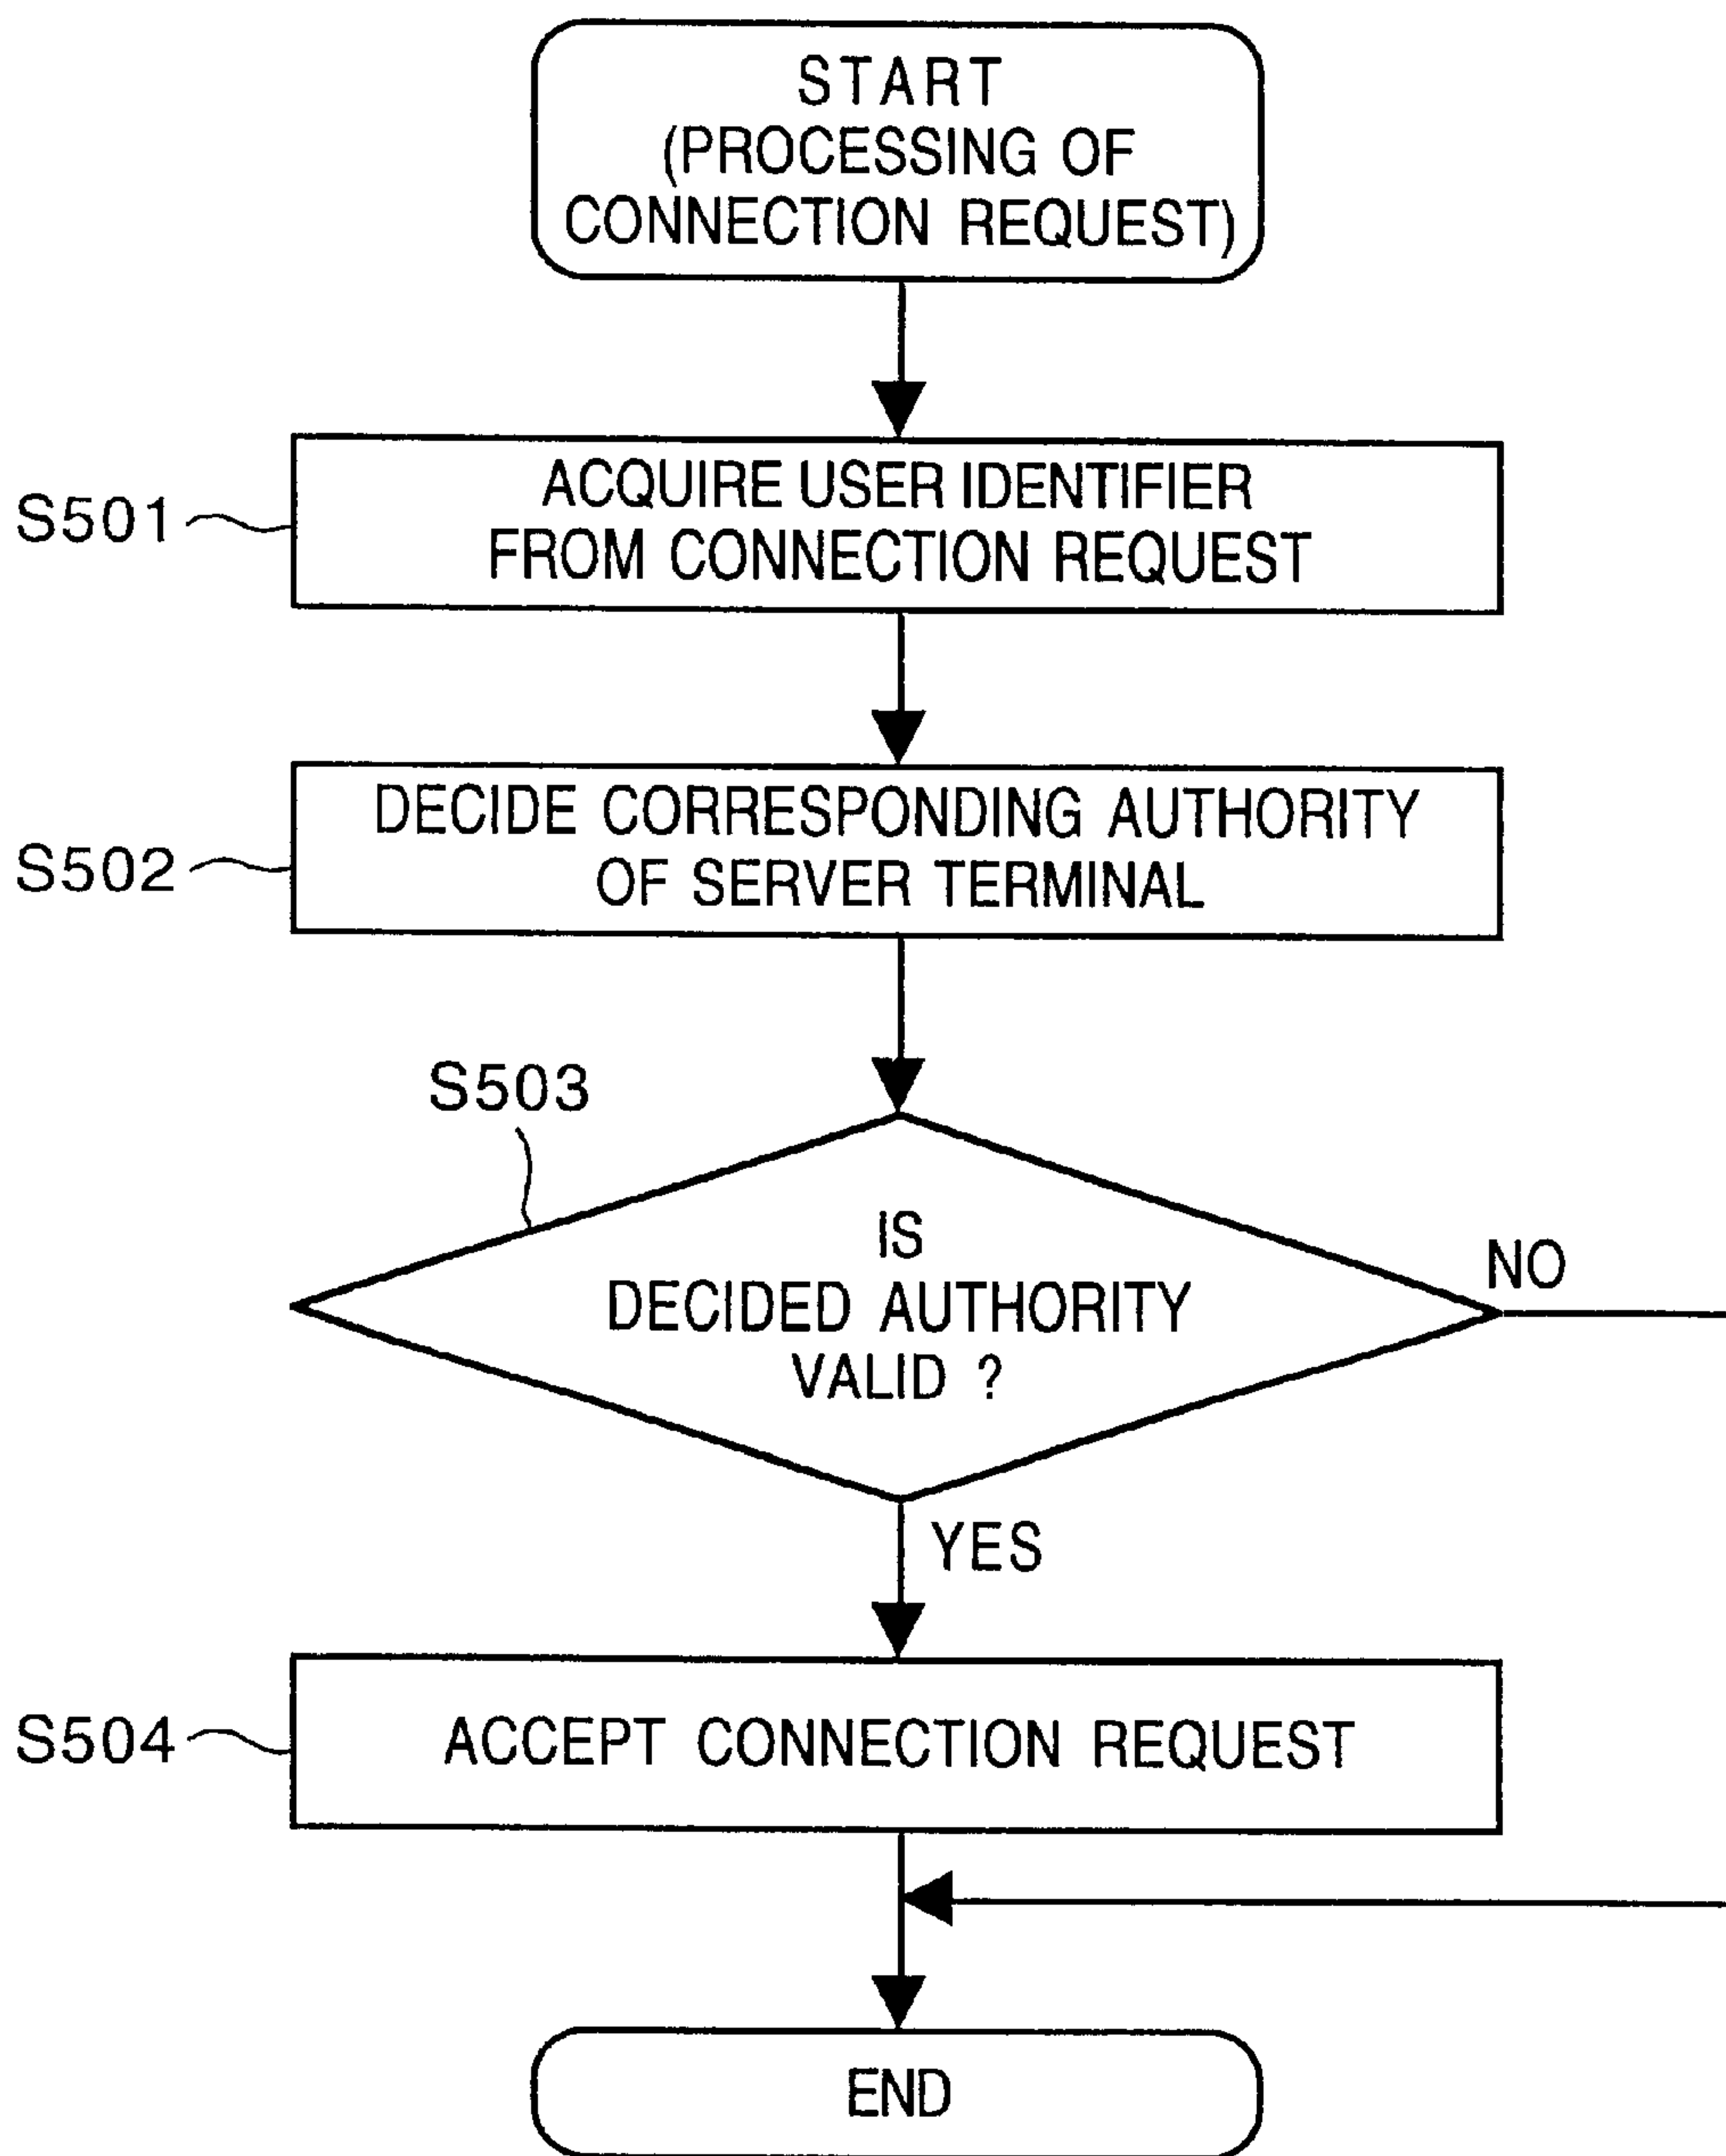 START
(PROCESSING OF
CONNECTION REQUEST)
S501
ACQUIRE USER IDENTIFIER
FROM CONNECTION REQUEST
S502
DECIDE CORRESPONDING AUTHORITY
OF SERVER TERMINAL
S503
IS
DECIDED AUTHORITY
VALID ?
NO
YES
S504
ACCEPT CONNECTION REQUEST
END